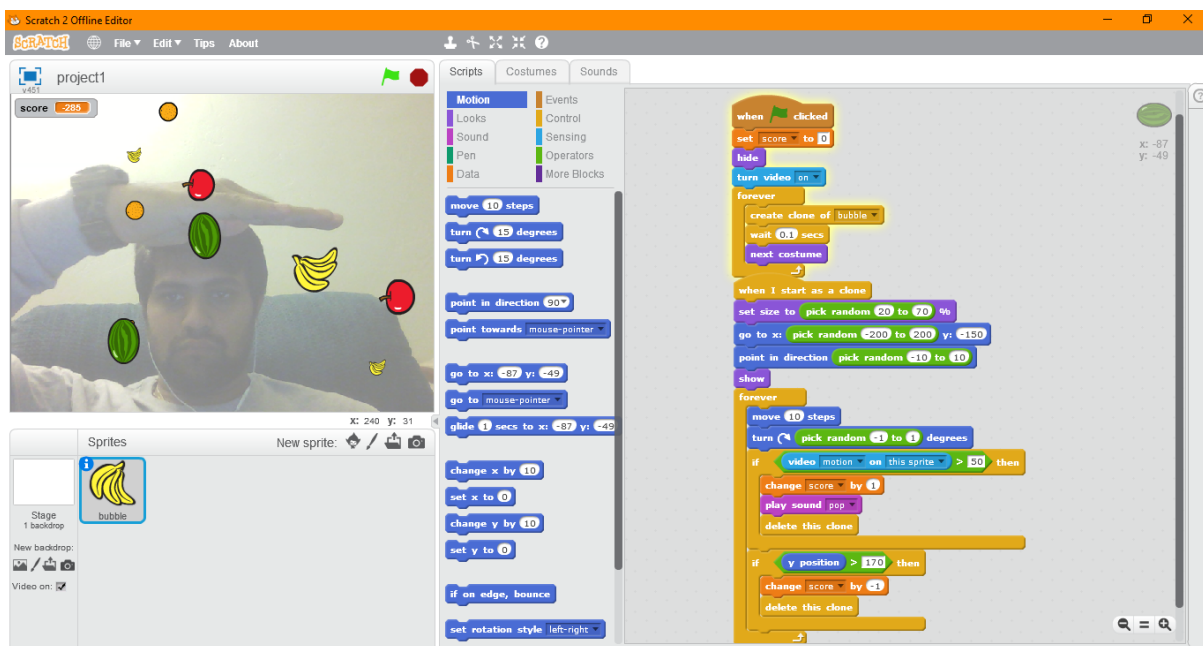 Scratch 2 Offline Editor
SCRATCH File Edit Tips About
v451
project1
score -285
X: 240 Y: 31
Sprites
New sprite:
Stage
1 backdrop
bubble
New backdrop:
Video on:
Scripts Costumes Sounds
Motion Events
Looks Control
Sound Sensing
Pen Operators
Data More Blocks
move 10 steps
turn 15 degrees
turn 15 degrees
point in direction 90
point towards mouse-pointer
go to x: -87 y: -49
go to mouse-pointer
glide 1 secs to x: -87 y: -49
change x by 10
set x to 0
change y by 10
set y to 0
if on edge, bounce
set rotation style left-right
when clicked
set score to 0
hide
turn video on
forever
create clone of bubble
wait 0.1 secs
next costume
when I start as a clone
set size to pick random 20 to 70 %
go to x: pick random -200 to 200 y: -150
point in direction pick random -10 to 10
show
forever
move 10 steps
turn pick random -1 to 1 degrees
if video motion on this sprite > 50 then
change score by 1
play sound pop
delete this clone
if y position > 170 then
change score by -1
delete this clone
x: -87
y: -49